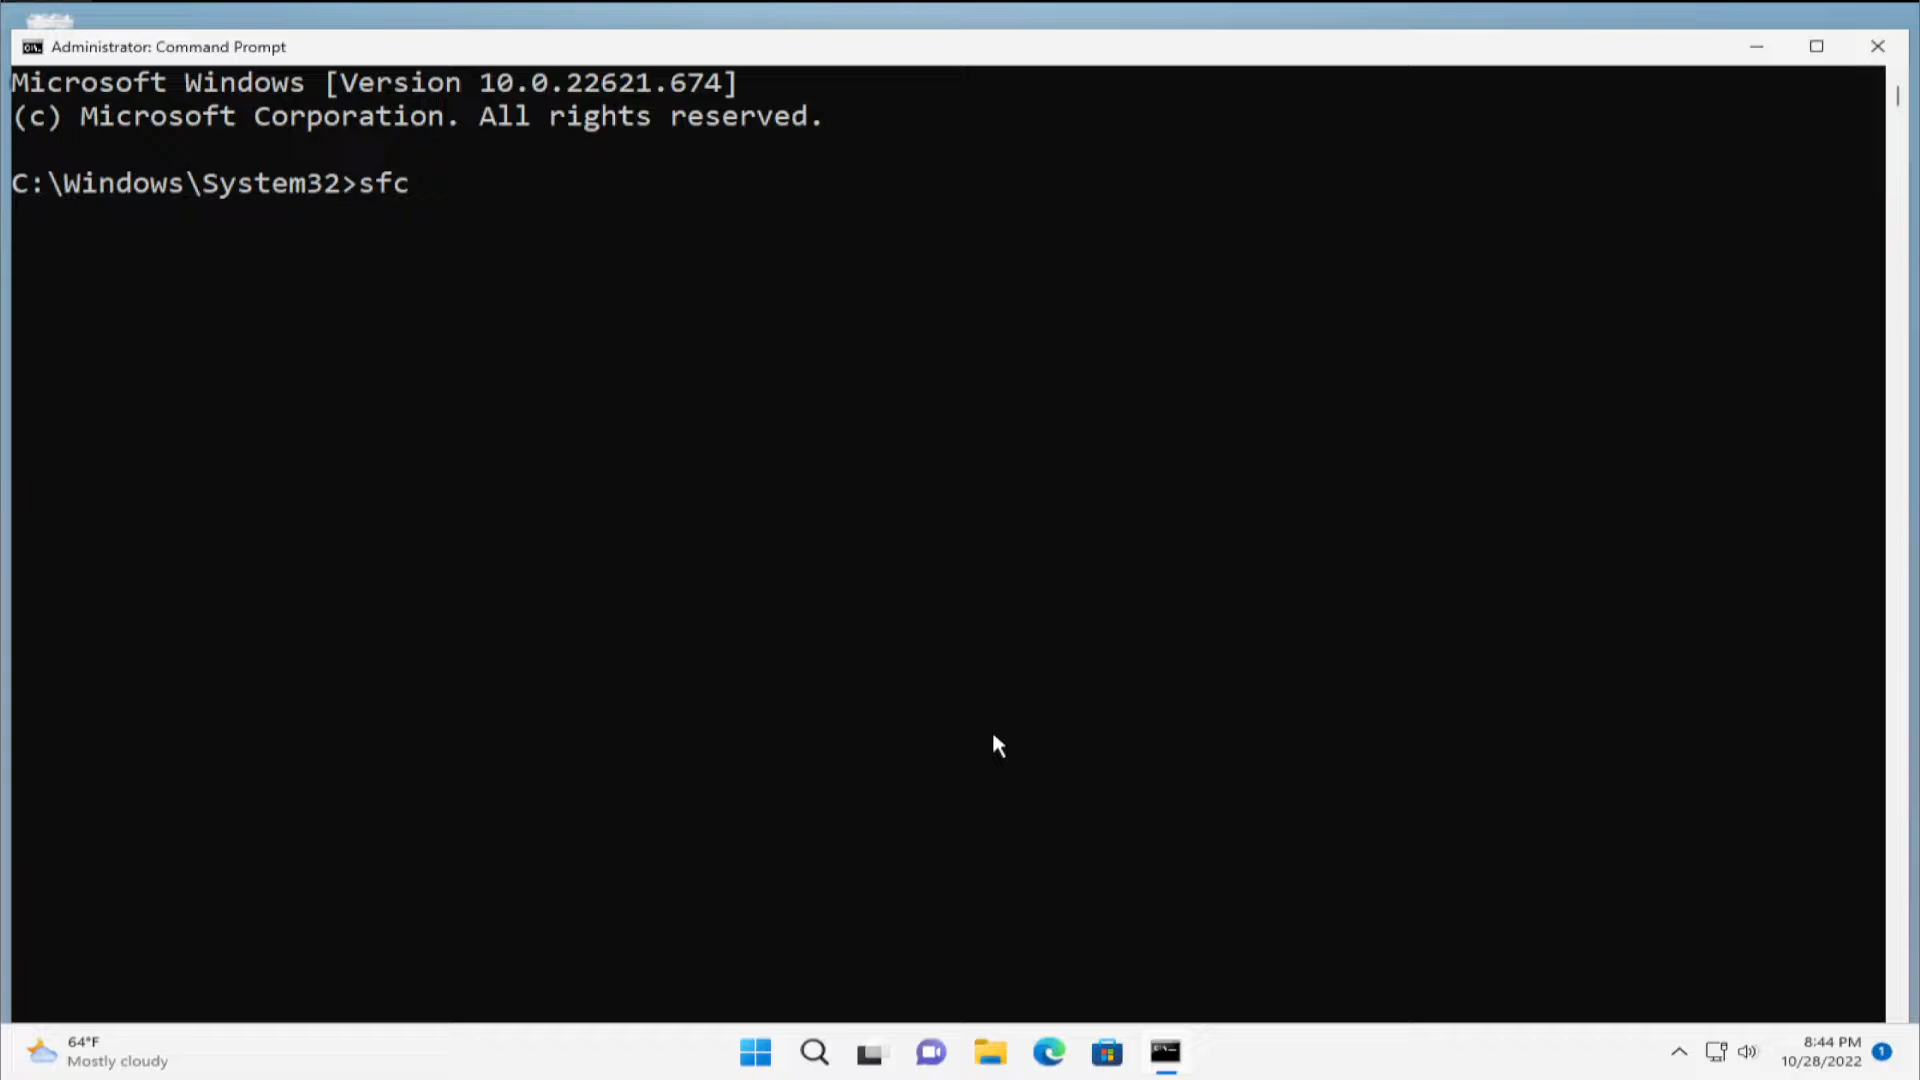 Administrator: Command Prompt
Microsoft Windows [Version 10.0.22621.674]
(c) Microsoft Corporation. All rights reserved.
C:\Windows\System32>sfc
64°F
Mostly cloudy
8:44 PM
10/28/2022
1